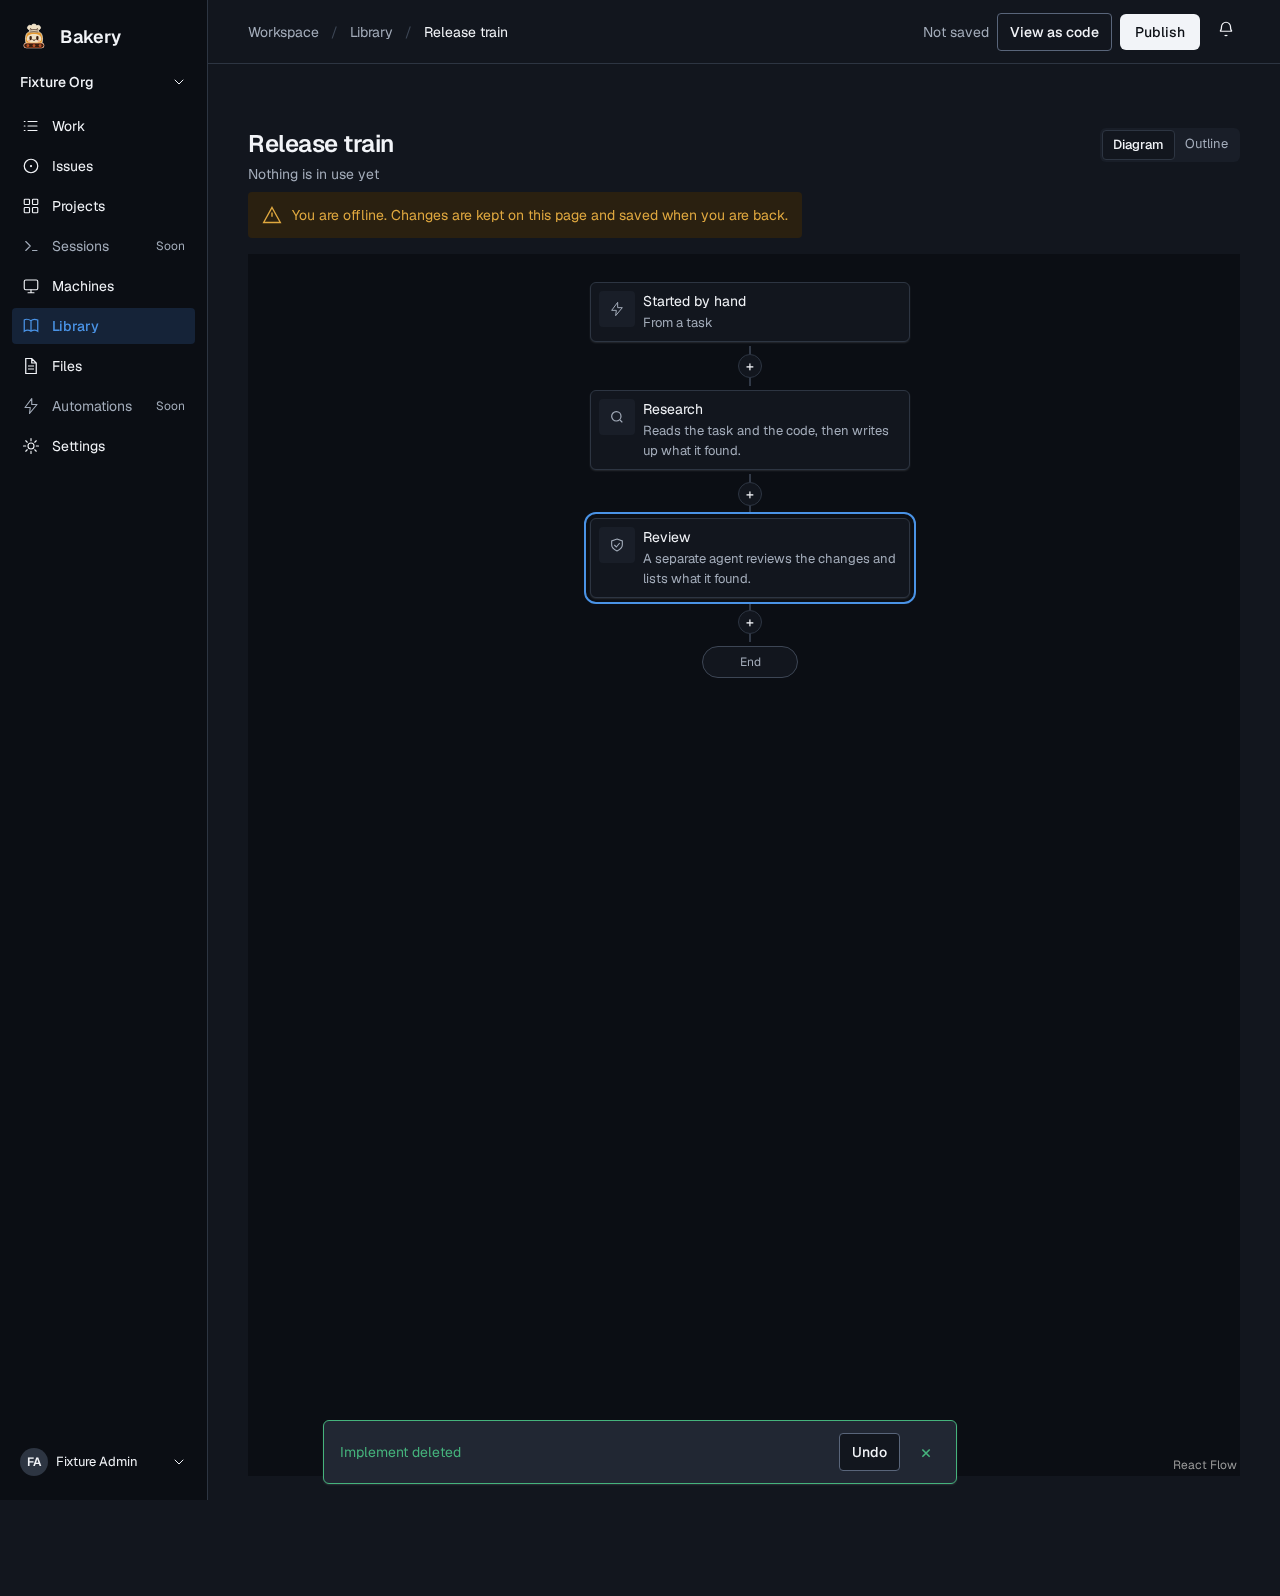 Bakery
Fixture Org
Work
Issues
Projects
Sessions Soon
Machines
Library
Files
Automations Soon
Settings
FA Fixture Admin
Workspace / Library / Release train
Not saved
View as code
Publish
Release train
Nothing is in use yet
Diagram
Outline
You are offline. Changes are kept on this page and saved when you are back.
Started by hand
From a task
+
Research
Reads the task and the code, then writes
up what it found.
+
Review
A separate agent reviews the changes and
lists what it found.
+
End
Implement deleted
Undo
×
React Flow